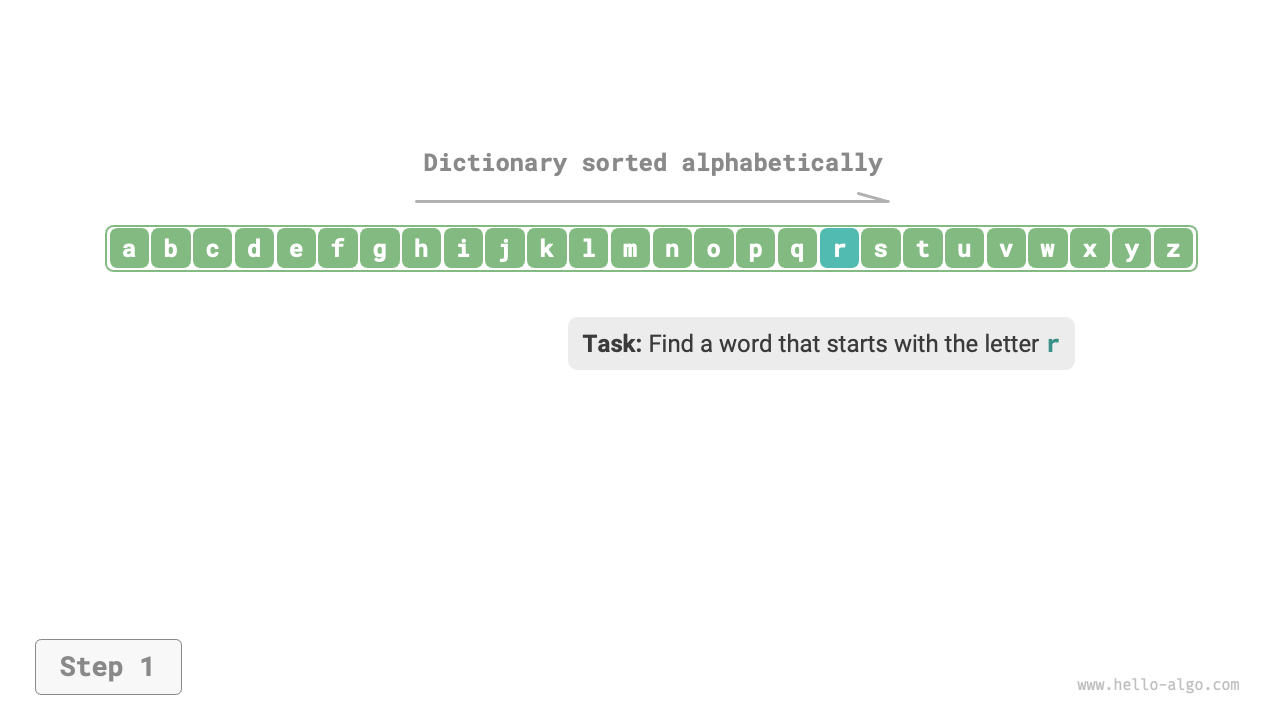 Dictionary sorted alphabetically
a b c d e f g h i j k l m n o p q r s t u v w x y z
Task: Find a word that starts with the letter r
Step 1
www.hello-algo.com